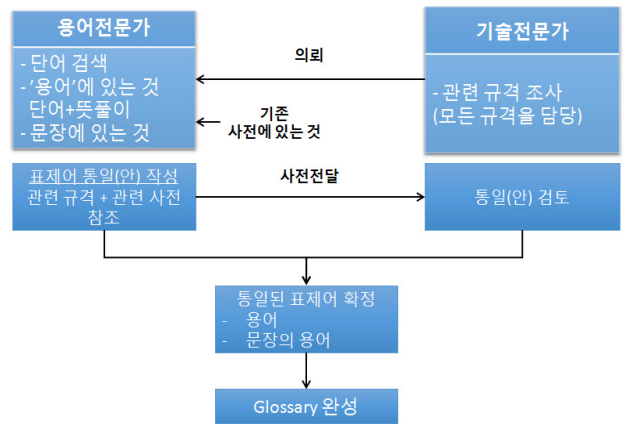 용어전문가
- 단어 검색
- ’용어’에 있는 것
단어+뜻풀이
- 문장에 있는 것
의뢰
기존
사전에 있는 것
기술전문가
- 관련 규격 조사
(모든 규격을 담당)
표제어 통일(안) 작성
관련 규격 + 관련 사전
참조
사전전달
통일(안) 검토
통일된 표제어 확정
- 용어
- 문장의 용어
Glossary 완성